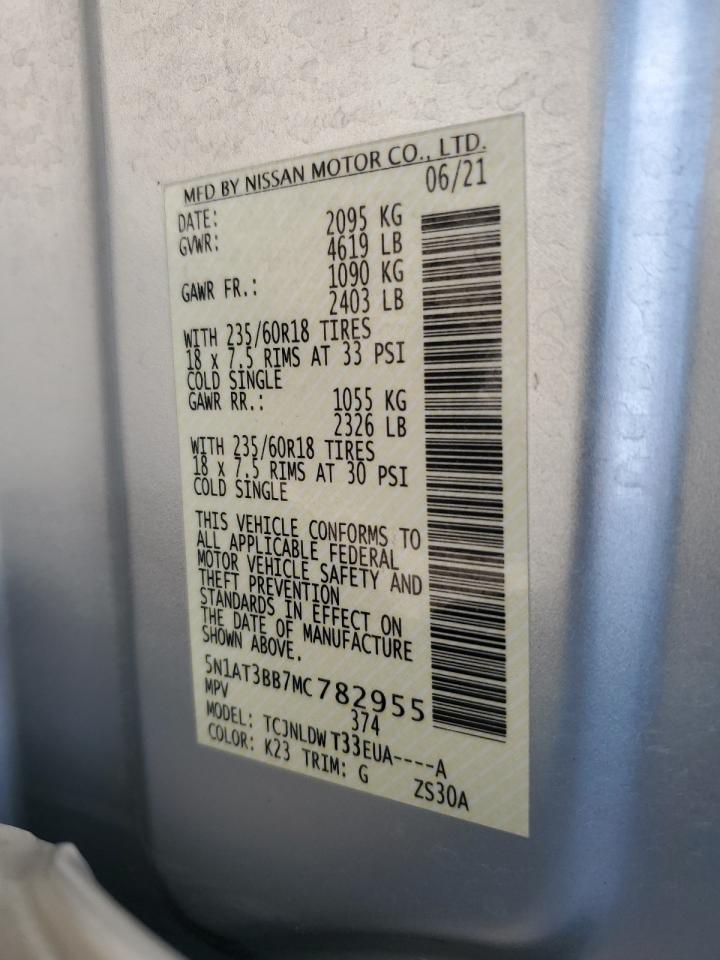 MFD BY NISSAN MOTOR CO., LTD.
DATE: 06/21
GVWR: 2095 KG
4619 LB
GAWR FR.: 1090 KG
2403 LB
WITH 235/60R18 TIRES
18 x 7.5 RIMS AT 33 PSI
COLD SINGLE
GAWR RR.: 1055 KG
2326 LB
WITH 235/60R18 TIRES
18 x 7.5 RIMS AT 30 PSI
COLD SINGLE
THIS VEHICLE CONFORMS TO
ALL APPLICABLE FEDERAL
MOTOR VEHICLE SAFETY AND
THEFT PREVENTION
STANDARDS IN EFFECT ON
THE DATE OF MANUFACTURE
SHOWN ABOVE.
5N1AT3BB7MC782955
MPV 374
MODEL: TCJNLDWT33EUA----A
COLOR: K23 TRIM: G ZS30A